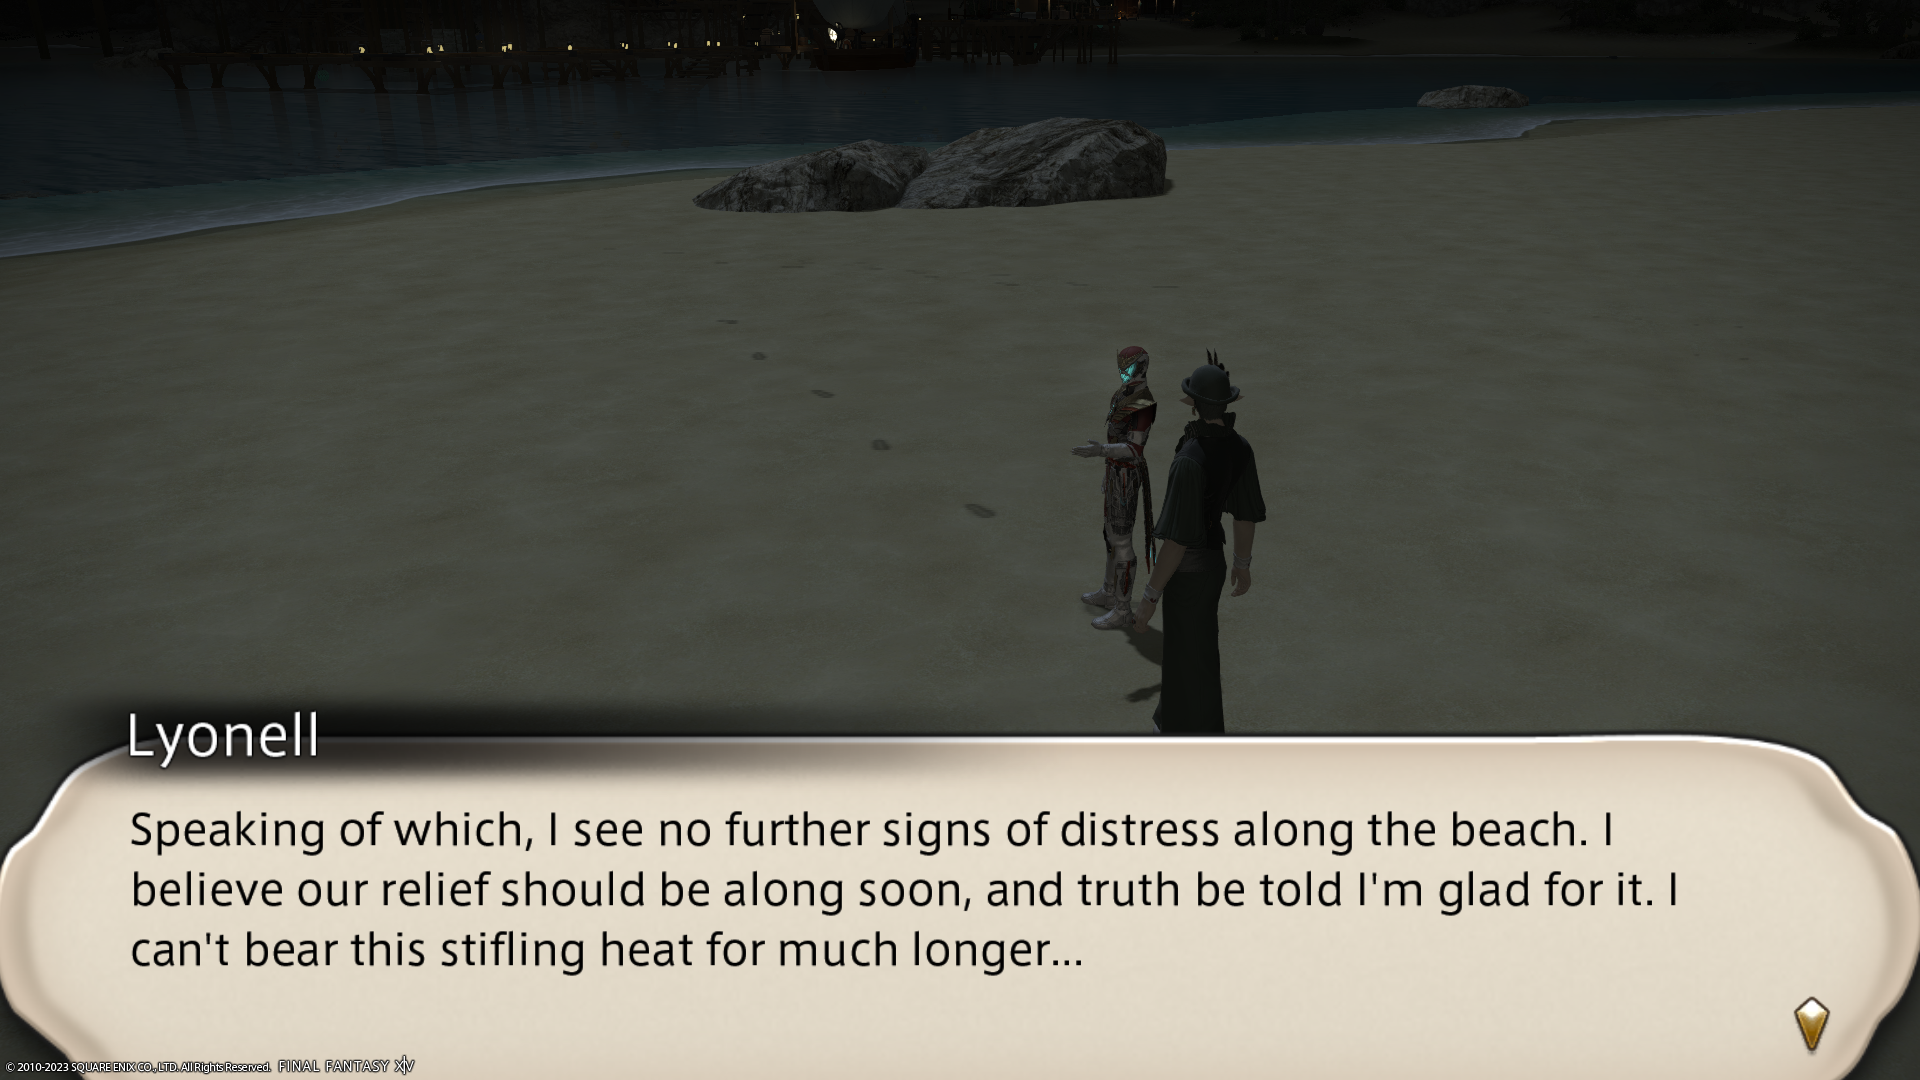 Lyonell
Speaking of which, I see no further signs of distress along the beach. I
believe our relief should be along soon, and truth be told I'm glad for it. I
can't bear this stifling heat for much longer...
© 2010-2023 SQUARE ENIX CO., LTD. All Rights Reserved. FINAL FANTASY XIV